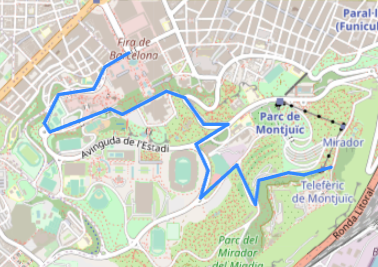 Paral·l
(Funicul
Fira de
Barcelona
Parc de
Montjuïc
Avinguda de l'Estadi
Mirador
Telefèric
de Montjuïc
Ronda Litoral
Parc del
Mirador
del Migdia